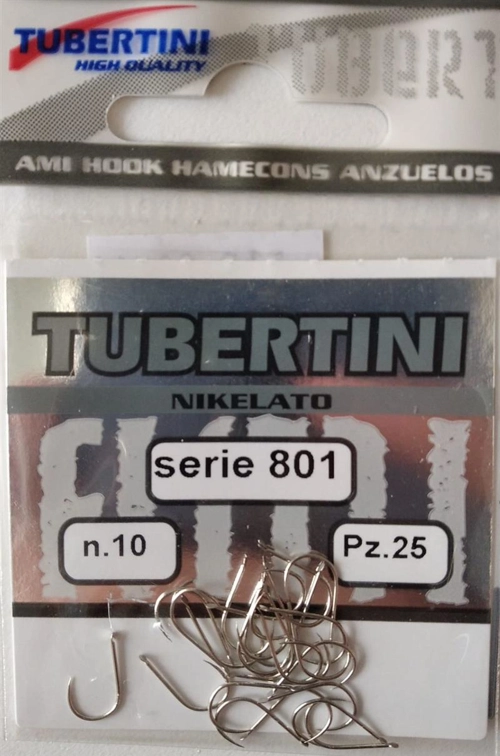 TUBERTINI
HIGH QUALITY
AMI HOOK HAMECONS ANZUELOS
TUBERTINI
NIKELATO
serie 801
n.10
Pz.25